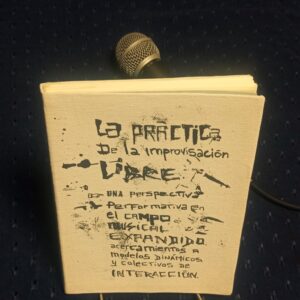 La PRÁCTICa
De la improvisación
LIBRE:
una perspectiva
Performativa en
el CAMPO
musical
EXPANDIDO.
acercamientos a
modelos dinámicos
y colectivos de
INTERACCIÓN.